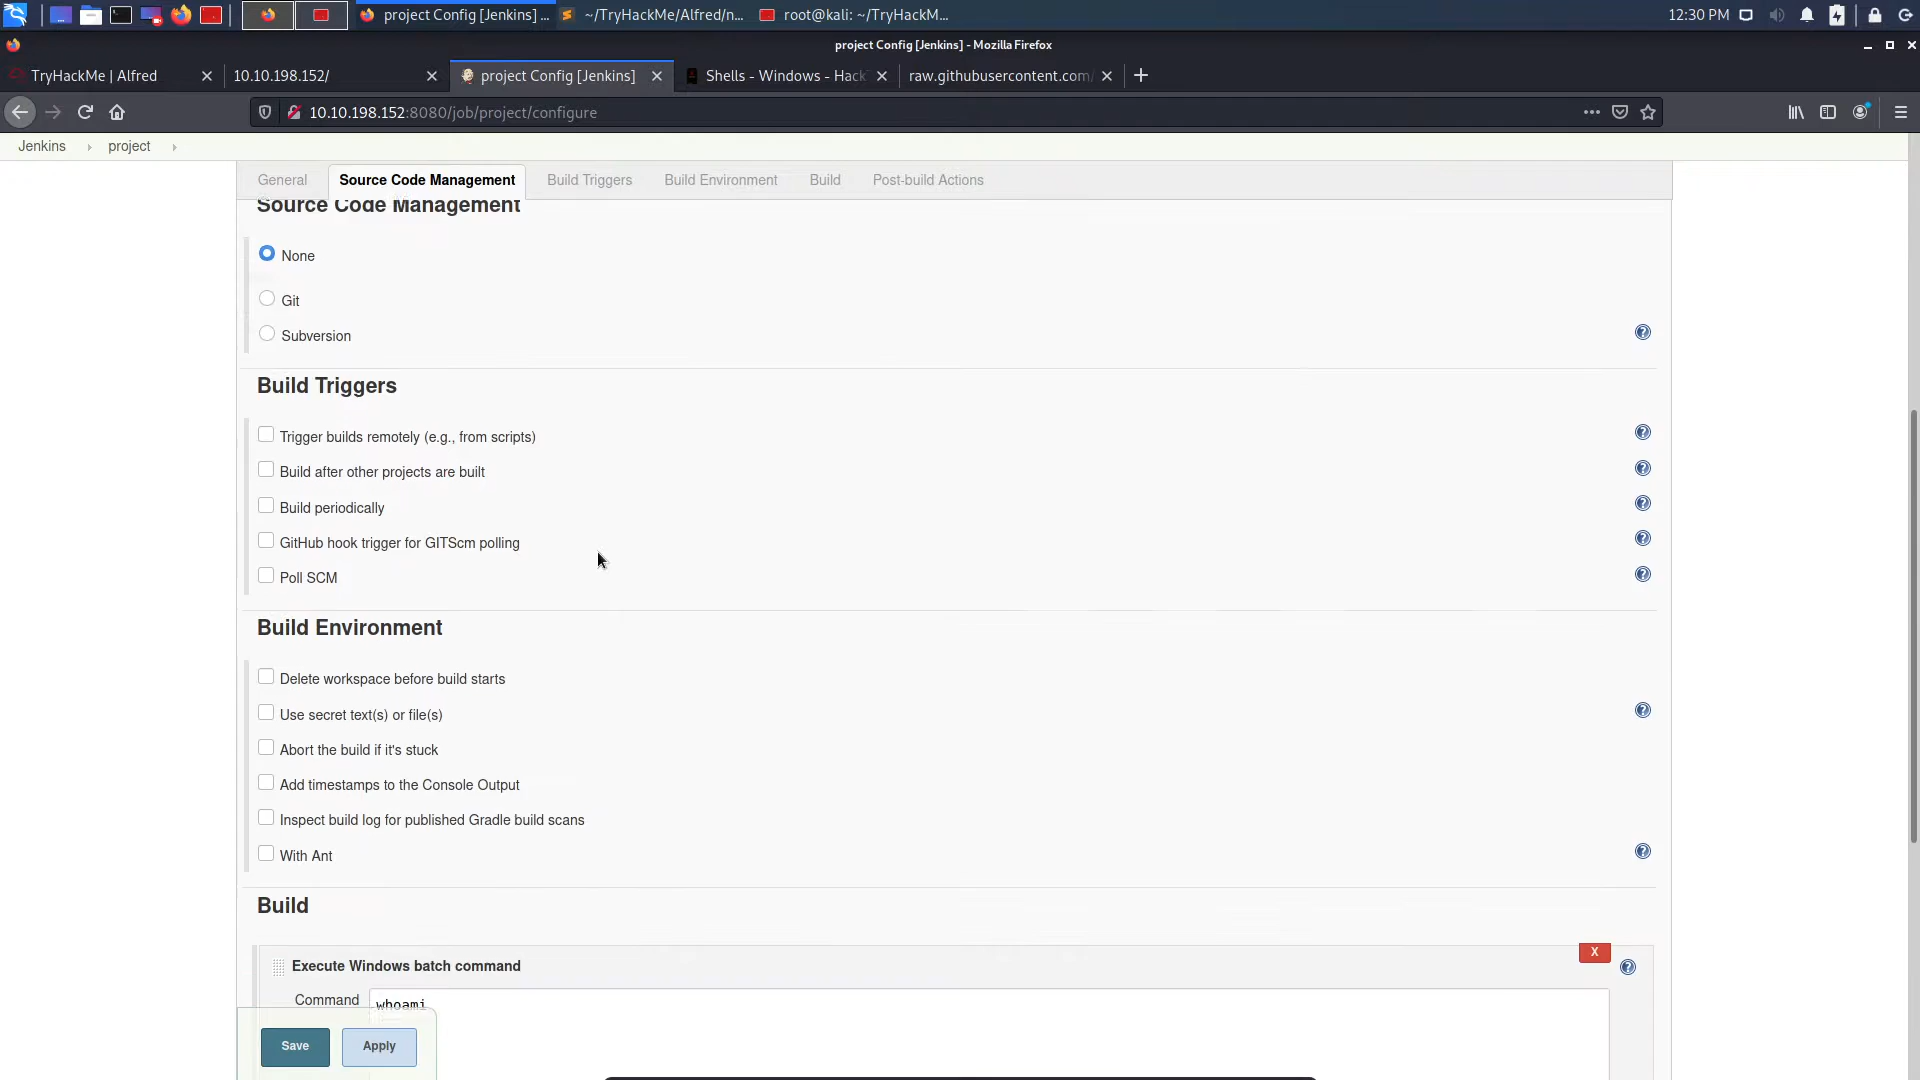 project Config [Jenkins] ...
~/TryHackMe/Alfred/n...
root@kali: ~/TryHackM...
12:30 PM
project Config [Jenkins] - Mozilla Firefox
TryHackMe | Alfred
10.10.198.152/
project Config [Jenkins]
Shells - Windows - Hack
raw.githubusercontent.com/
10.10.198.152:8080/job/project/configure
Jenkins
project
General
Source Code Management
Build Triggers
Build Environment
Build
Post-build Actions
Source Code Management
None
Git
Subversion
Build Triggers
Trigger builds remotely (e.g., from scripts)
Build after other projects are built
Build periodically
GitHub hook trigger for GITScm polling
Poll SCM
Build Environment
Delete workspace before build starts
Use secret text(s) or file(s)
Abort the build if it's stuck
Add timestamps to the Console Output
Inspect build log for published Gradle build scans
With Ant
Build
X
Execute Windows batch command
Command
whoami
Save
Apply